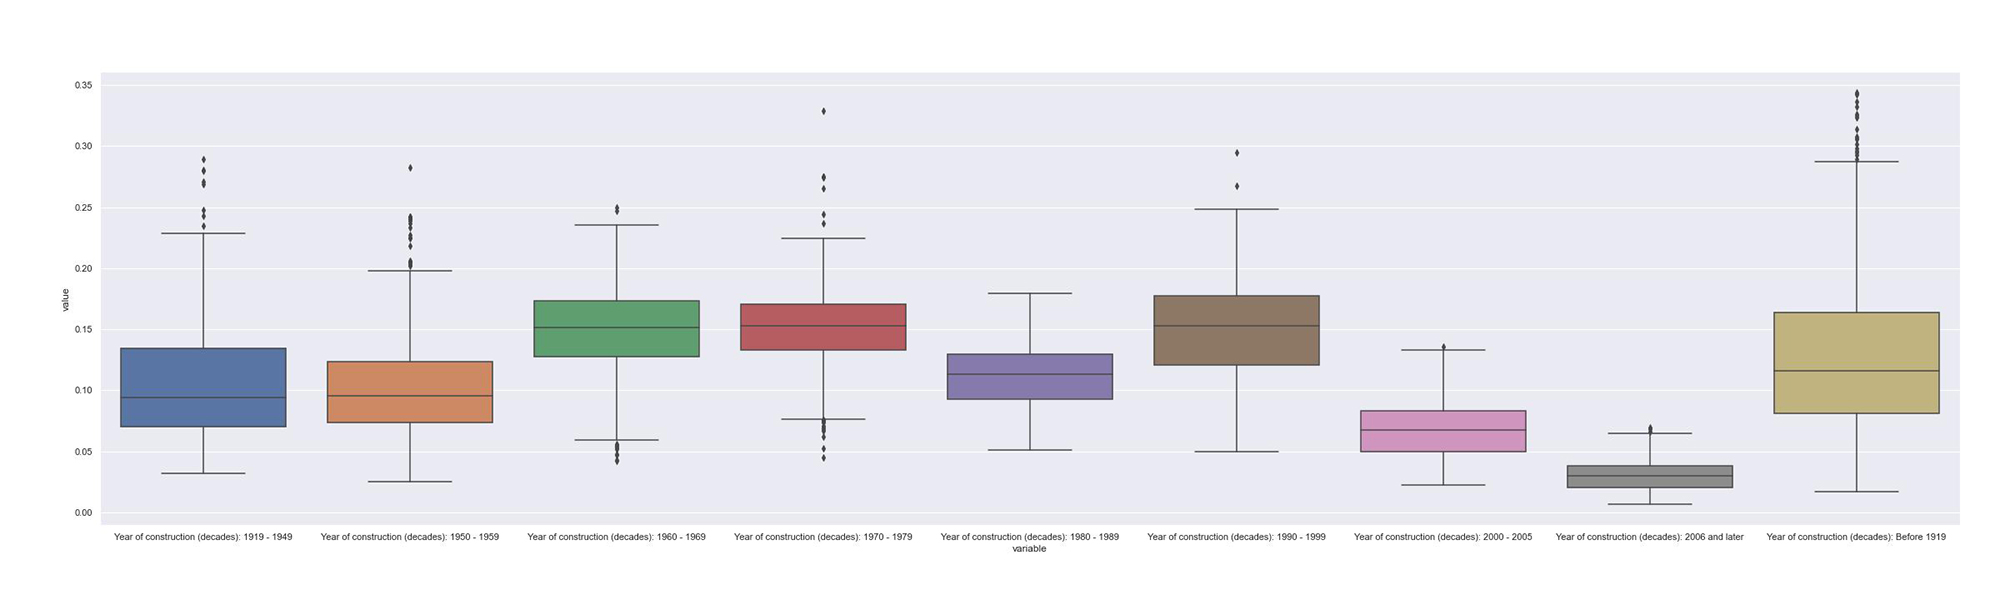 0.35
0.30
0.25
0.20
0.15
0.10
0.05
0.00
value
Year of construction (decades): 1919 - 1949
Year of construction (decades): 1950 - 1959
Year of construction (decades): 1960 - 1969
Year of construction (decades): 1970 - 1979
Year of construction (decades): 1980 - 1989
Year of construction (decades): 1990 - 1999
Year of construction (decades): 2000 - 2005
Year of construction (decades): 2006 and later
Year of construction (decades): Before 1919
variable